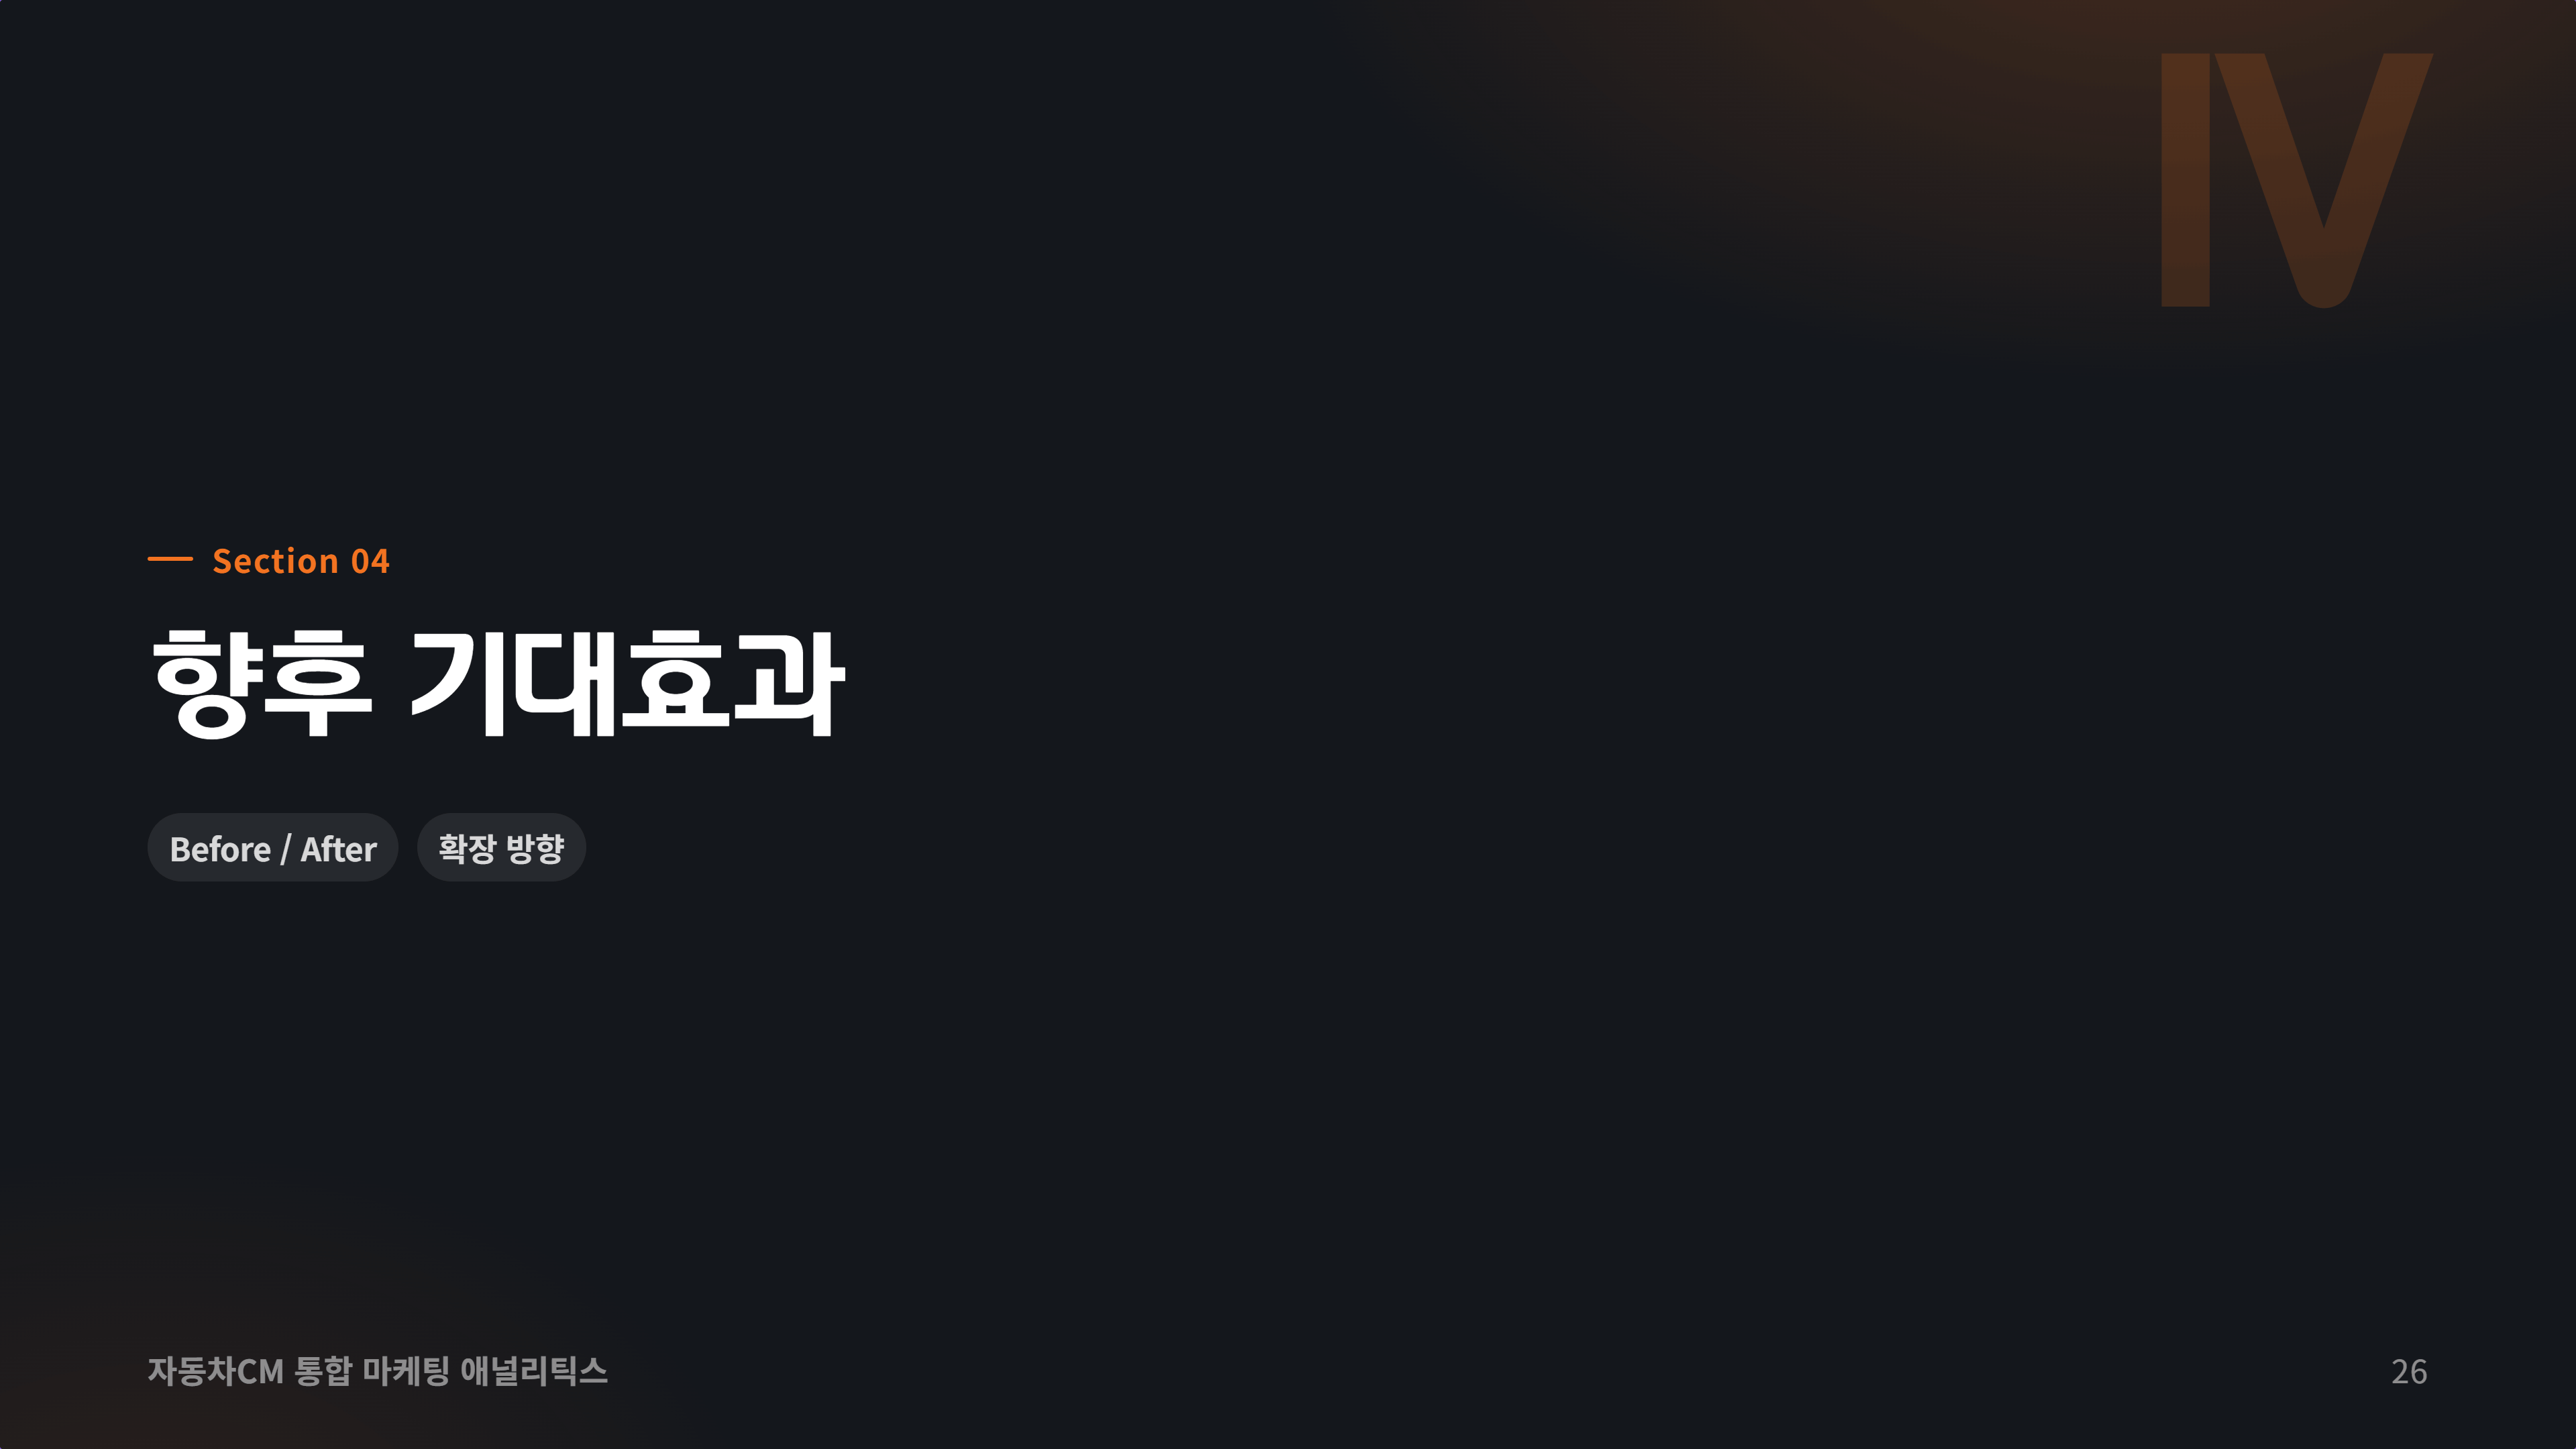 IV
Section 04
향후 기대효과
Before / After
확장 방향
자동차CM 통합 마케팅 애널리틱스
26